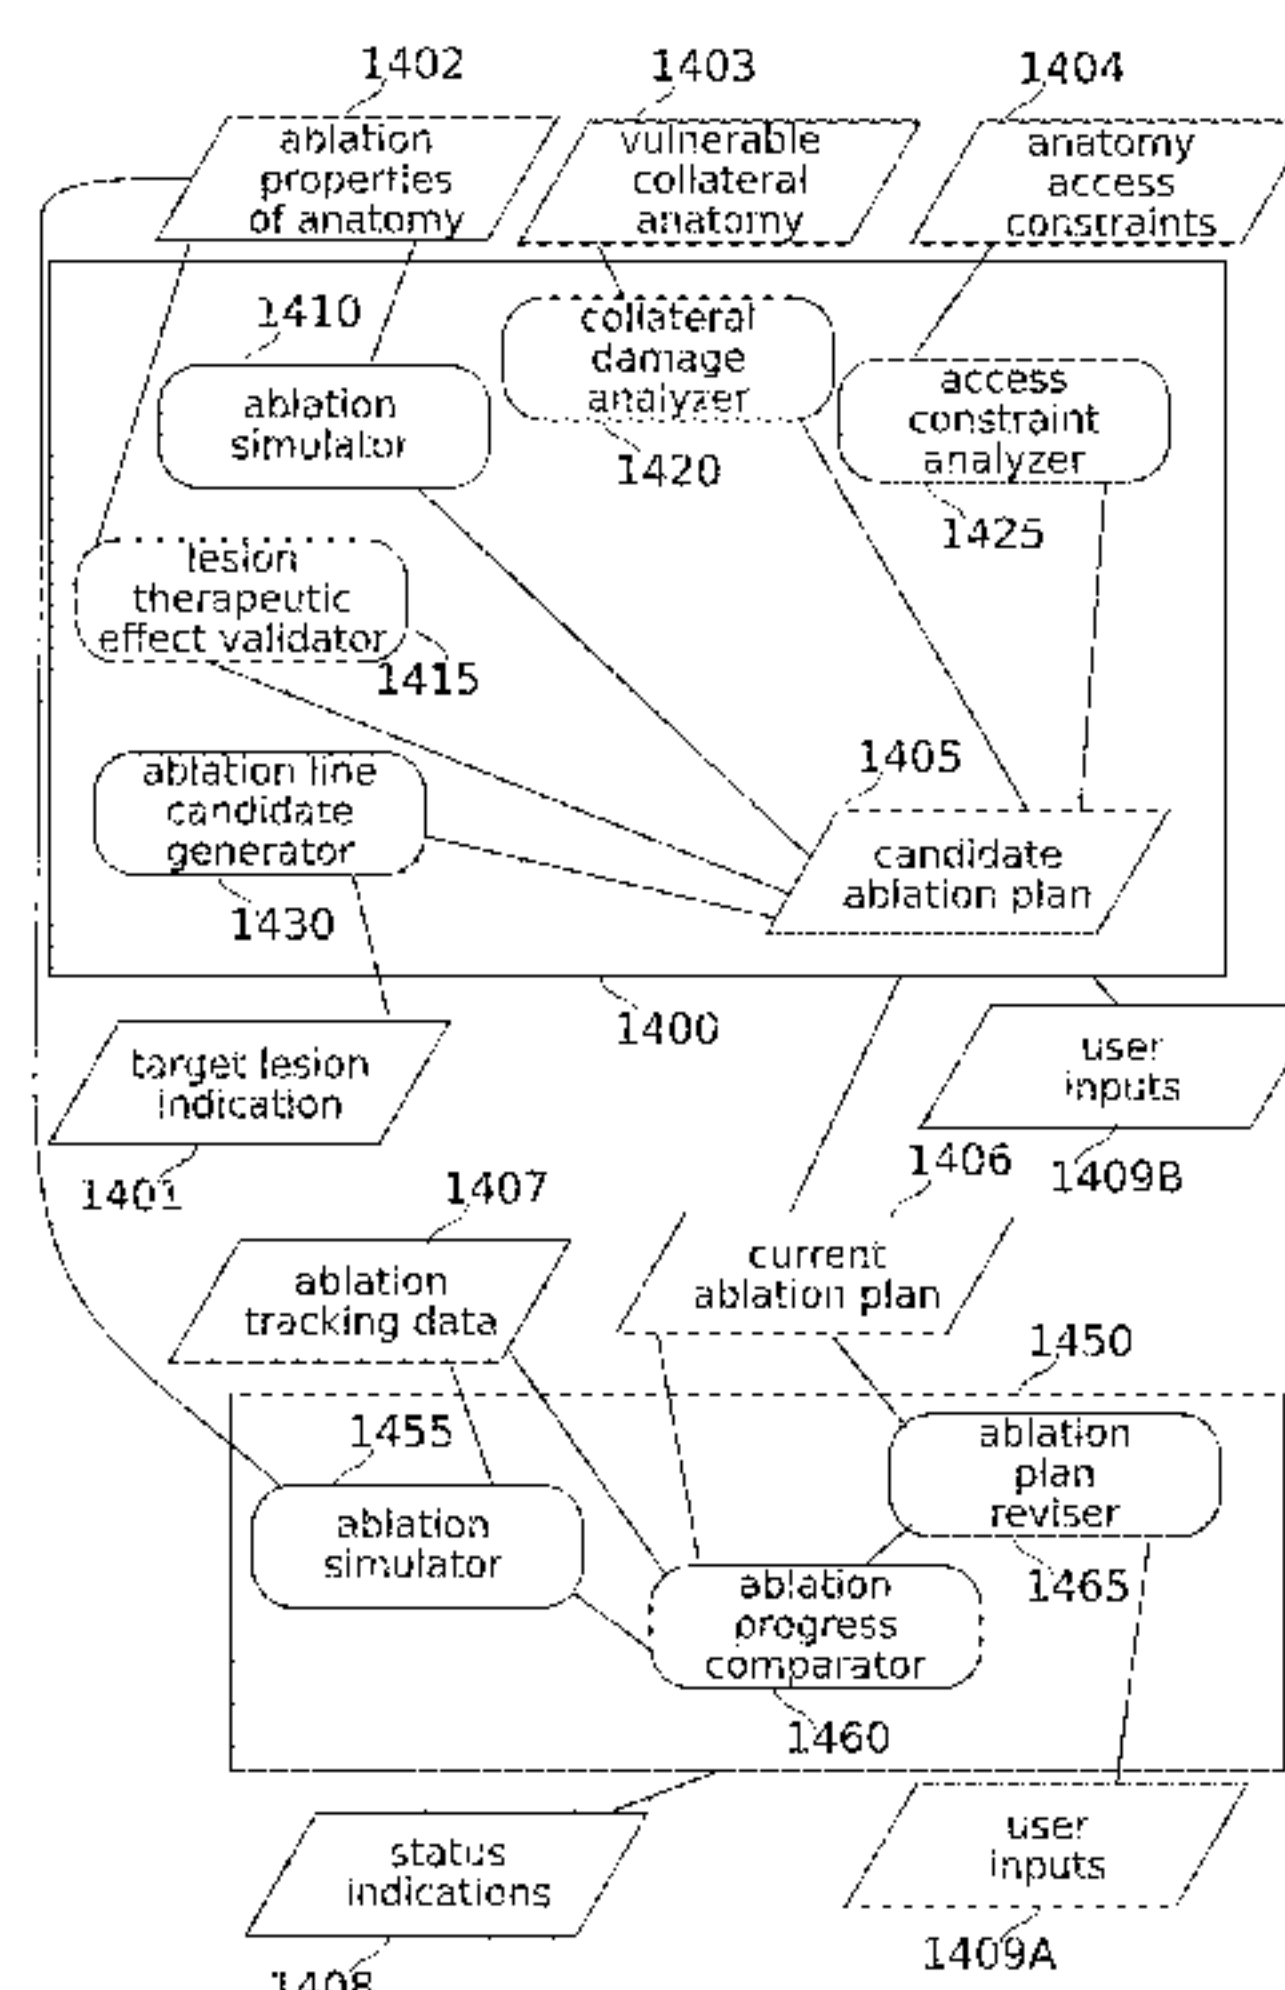 1402
1403
1404
ablation
properties
of anatomy
vulnerable
collateral
anatomy
anatomy
access
constraints
1410
ablation
simulator
collateral
damage
analyzer
1420
access
constraint
analyzer
1425
lesion
therapeutic
effect validator
1415
ablation line
candidate
generator
1430
1405
candidate
ablation plan
1400
target lesion
indication
1401
user
inputs
1409B
1407
1406
ablation
tracking data
current
ablation plan
1450
1455
ablation
simulator
ablation
plan
reviser
1465
ablation
progress
comparator
1460
status
indications
1408
user
inputs
1409A